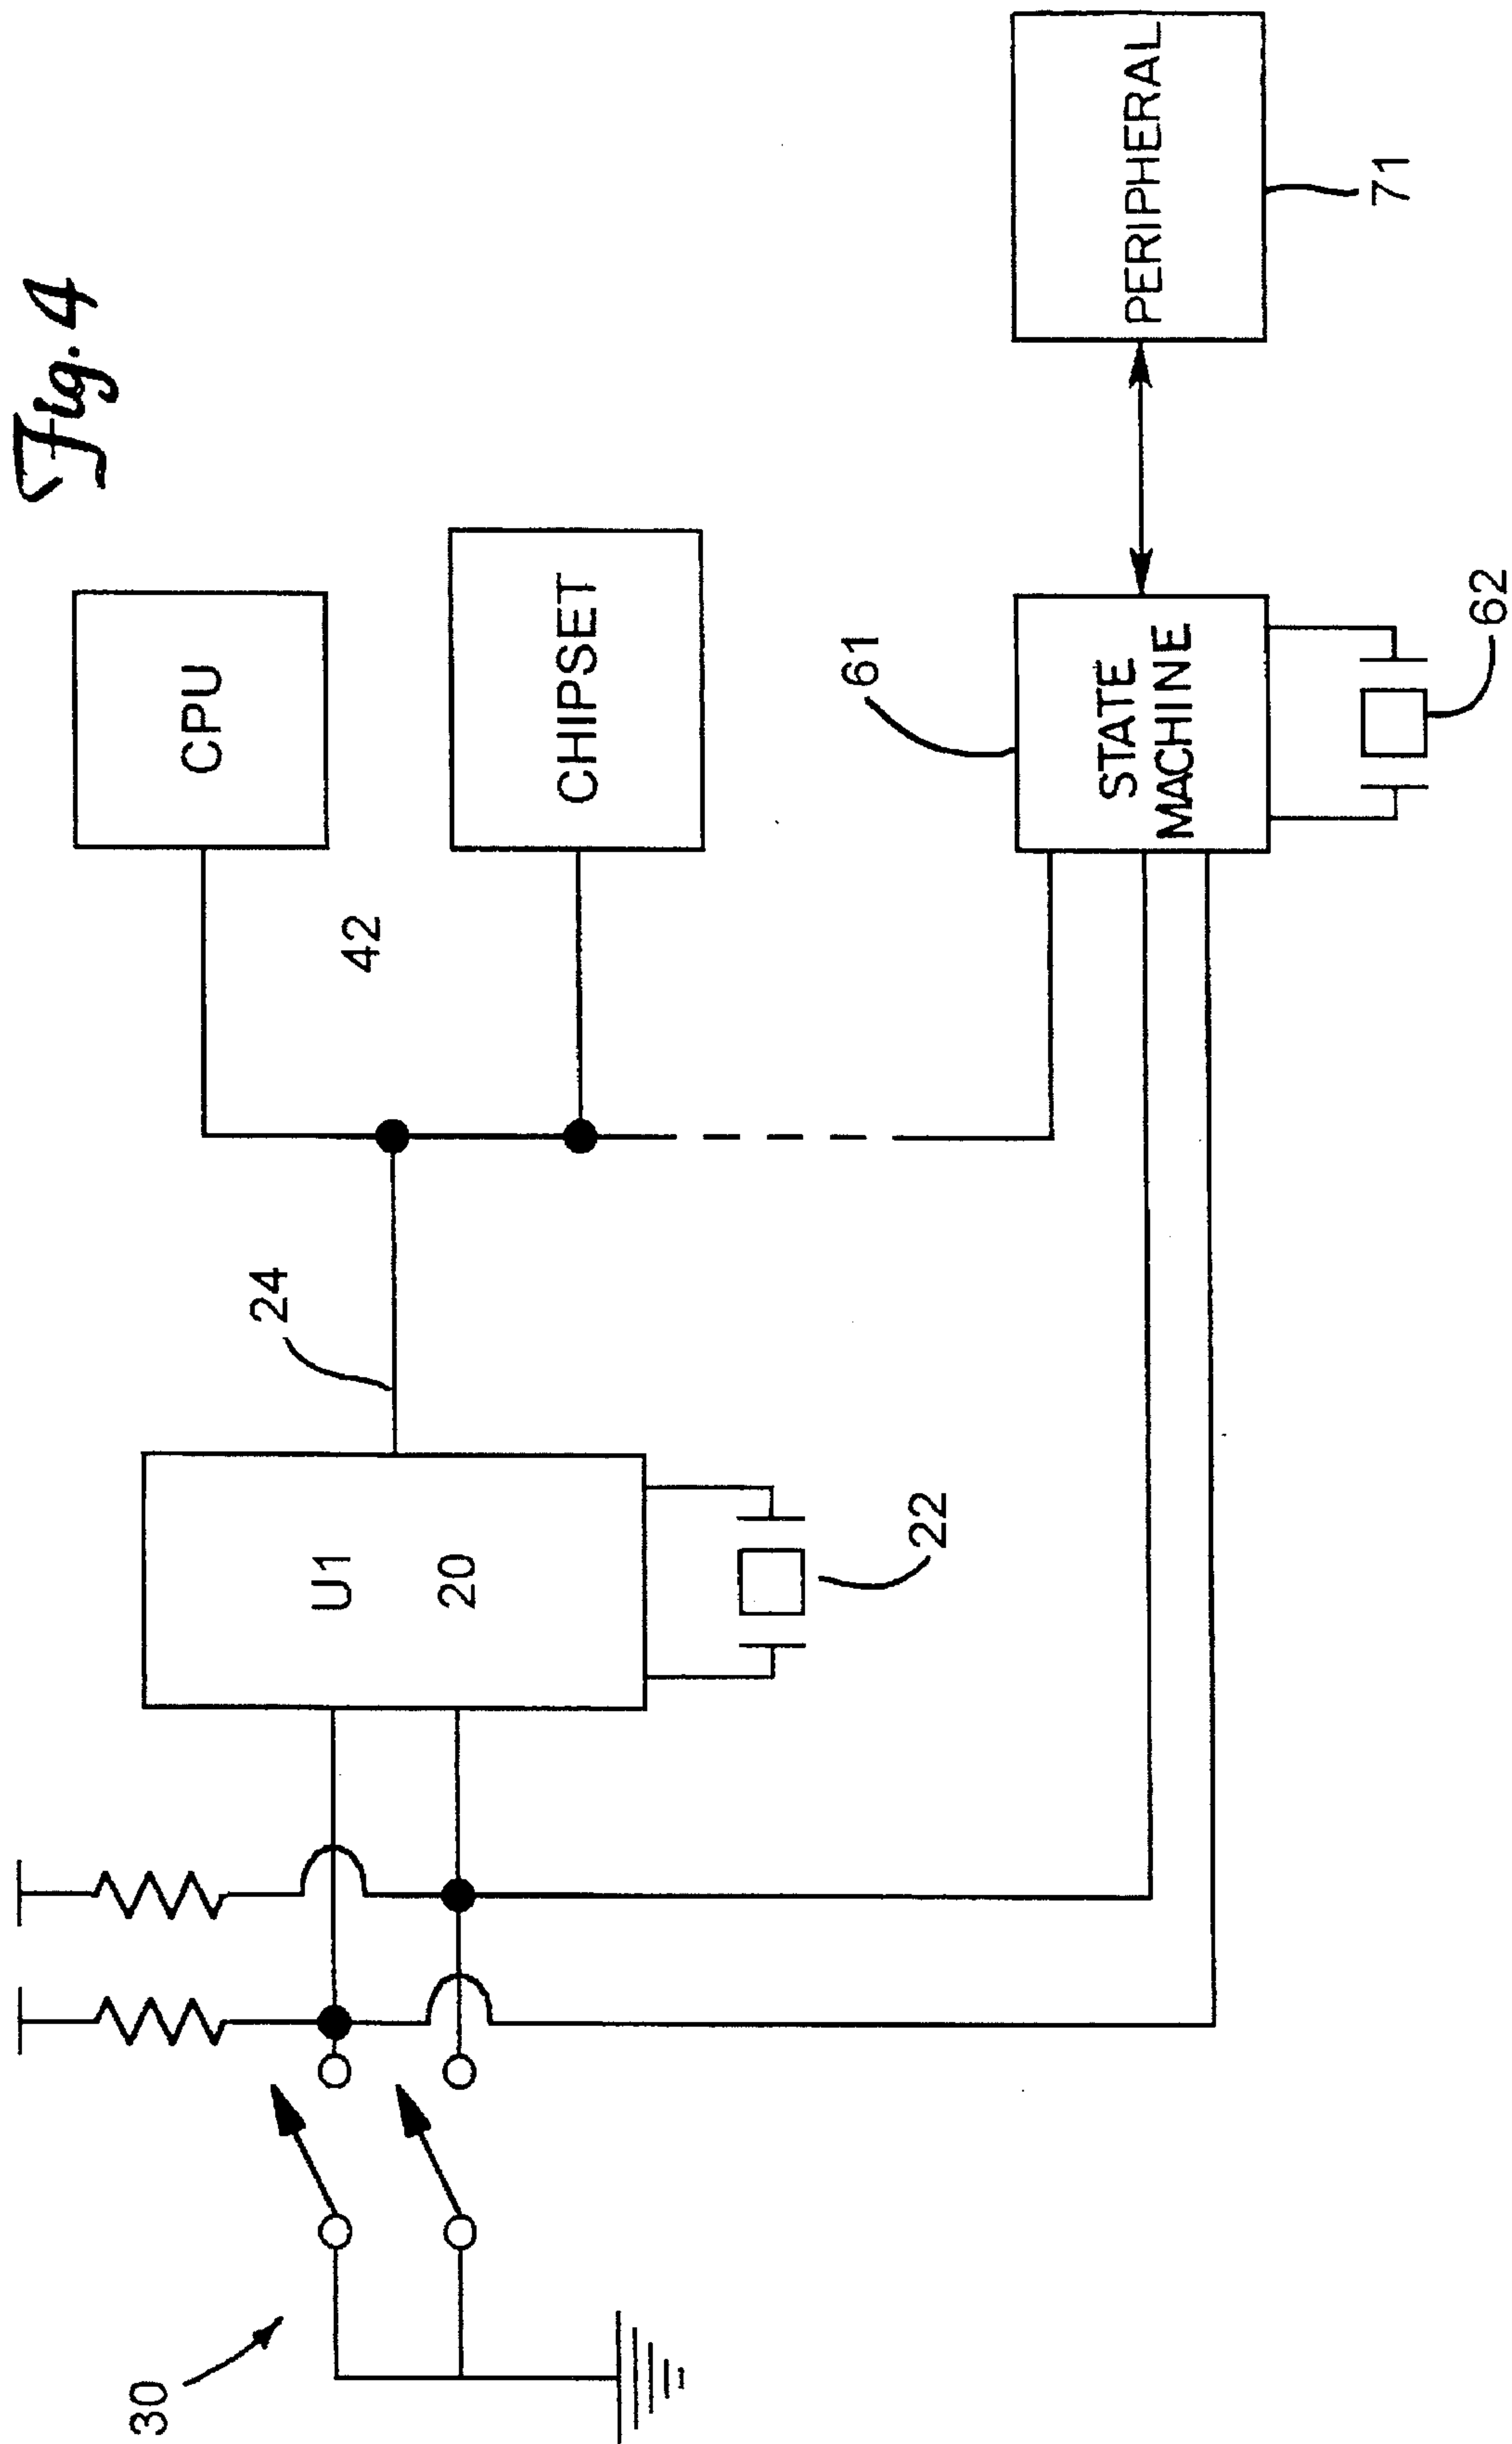 Fig. 4
CPU
42
CHIPSET
24
U1
20
22
30
61
STATE
MACHINE
62
PERIPHERAL
71